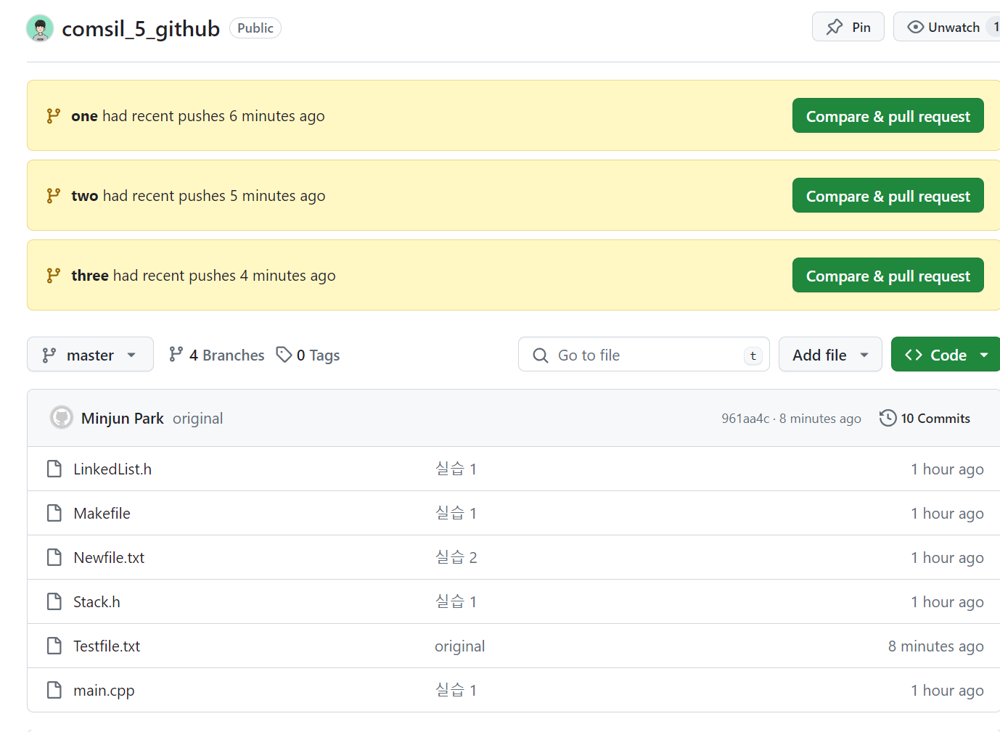 comsil_5_github Public Pin Unwatch 1
one had recent pushes 6 minutes ago Compare & pull request
two had recent pushes 5 minutes ago Compare & pull request
three had recent pushes 4 minutes ago Compare & pull request
master 4 Branches 0 Tags Go to file t Add file Code
Minjun Park original 961aa4c · 8 minutes ago 10 Commits
LinkedList.h 실습 1 1 hour ago
Makefile 실습 1 1 hour ago
Newfile.txt 실습 2 1 hour ago
Stack.h 실습 1 1 hour ago
Testfile.txt original 8 minutes ago
main.cpp 실습 1 1 hour ago